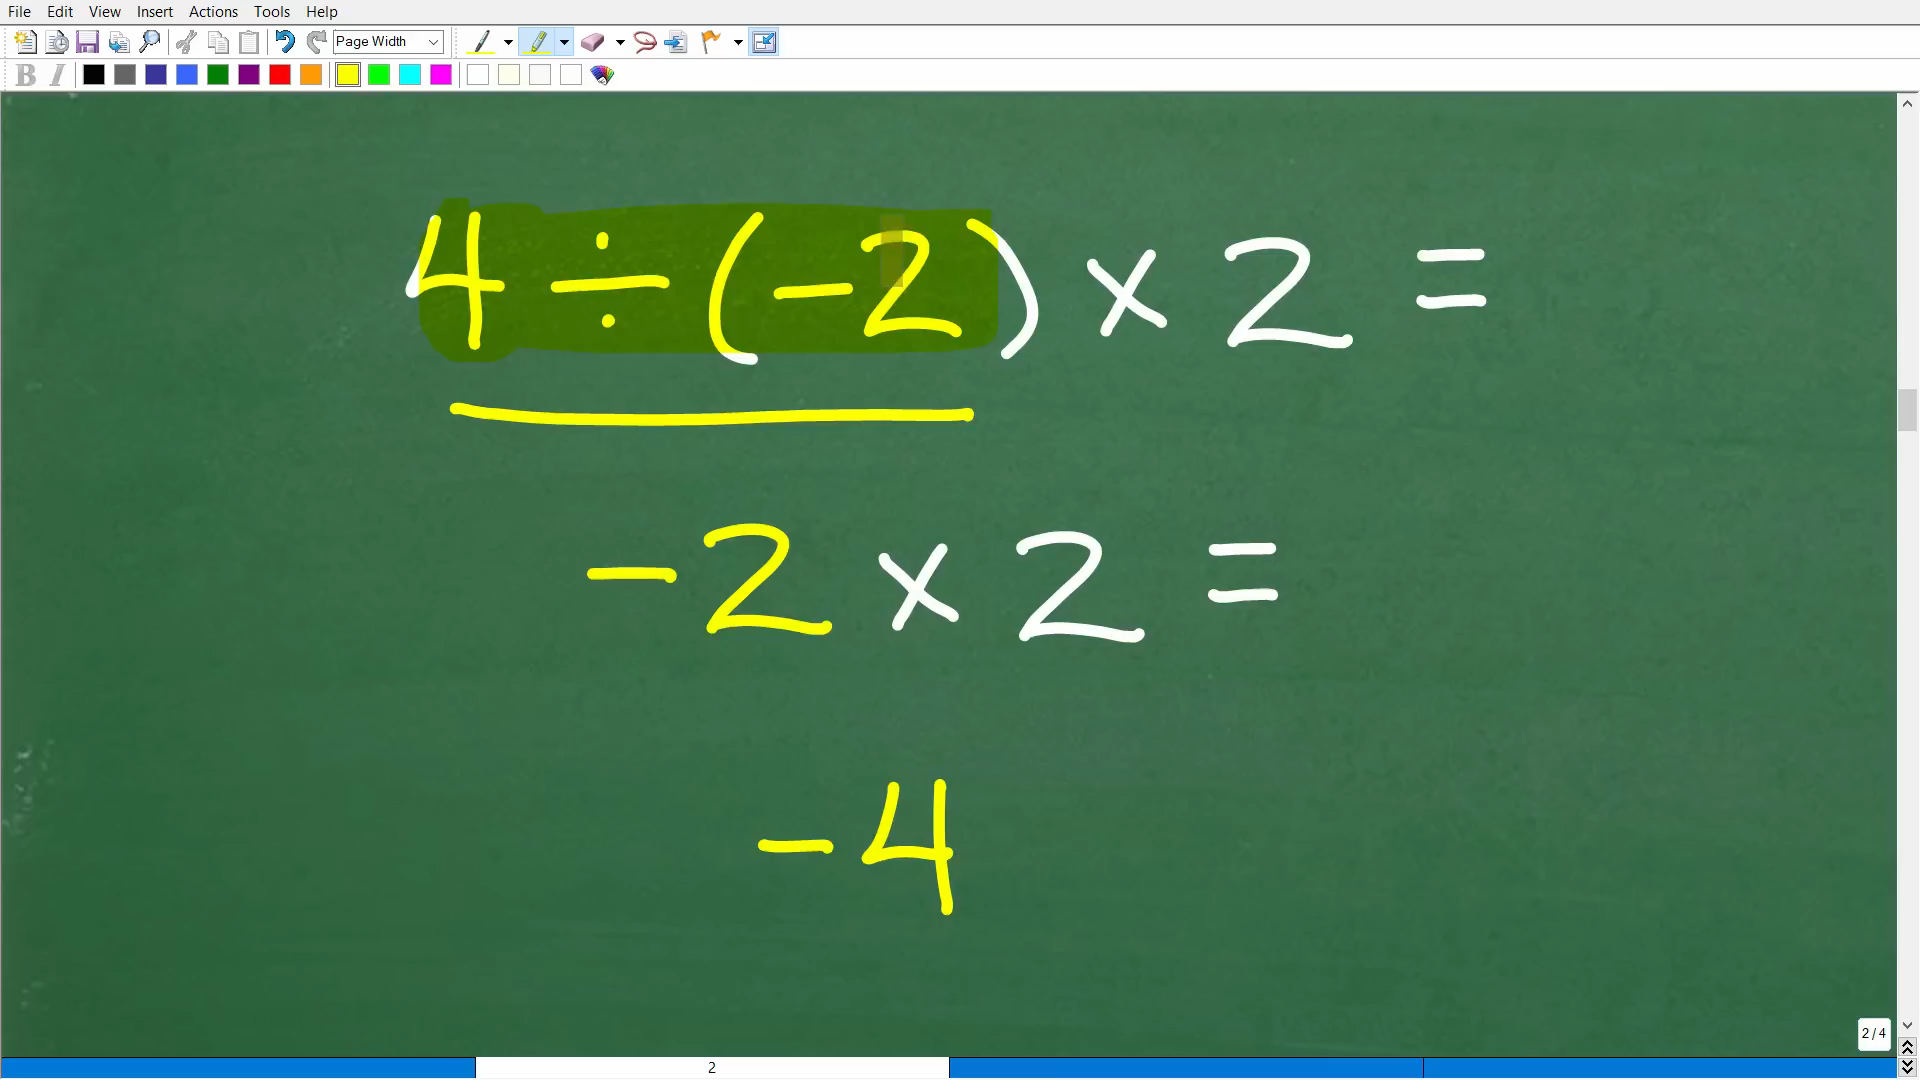 File Edit View Insert Actions Tools Help
Page Width
B I
4 ÷ (-2) × 2 =
-2 × 2 =
-4
2 / 4
2